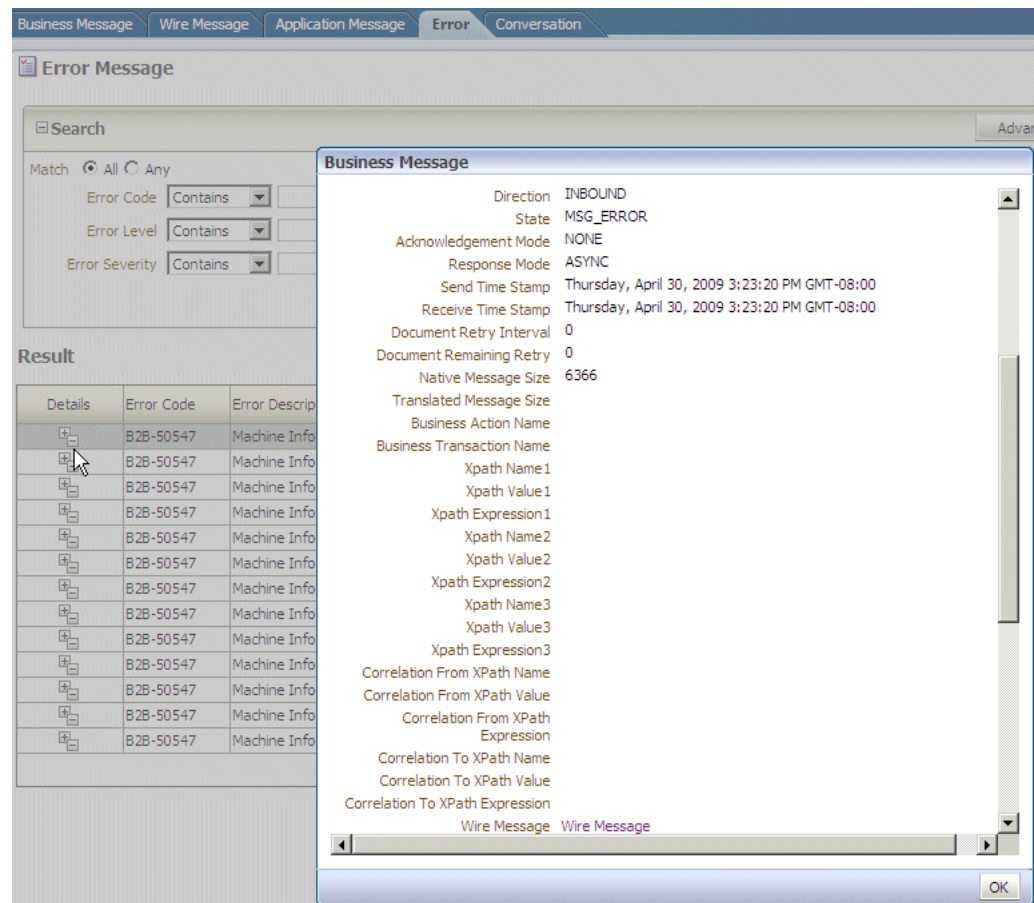 Business Message Wire Message Application Message Error Conversation
Error Message
Search
Match All Any
Error Code Contains
Error Level Contains
Error Severity Contains
Result
Details Error Code
B2B-50547 Machine Info
B2B-50547 Machine Info
B2B-50547 Machine Info
B2B-50547 Machine Info
B2B-50547 Machine Info
B2B-50547 Machine Info
B2B-50547 Machine Info
B2B-50547 Machine Info
B2B-50547 Machine Info
B2B-50547 Machine Info
B2B-50547 Machine Info
B2B-50547 Machine Info
B2B-50547 Machine Info
Business Message
Direction INBOUND
State MSG_ERROR
Acknowledgement Mode NONE
Response Mode ASYNC
Send Time Stamp Thursday, April 30, 2009 3:23:20 PM GMT-08:00
Receive Time Stamp Thursday, April 30, 2009 3:23:20 PM GMT-08:00
Document Retry Interval 0
Document Remaining Retry 0
Native Message Size 6366
Translated Message Size
Business Action Name
Business Transaction Name
Xpath Name1
Xpath Value1
Xpath Expression1
Xpath Name2
Xpath Value2
Xpath Expression2
Xpath Name3
Xpath Value3
Xpath Expression3
Correlation From XPath Name
Correlation From XPath Value
Correlation From XPath
Expression
Correlation To XPath Name
Correlation To XPath Value
Correlation To XPath Expression
Wire Message Wire Message
OK